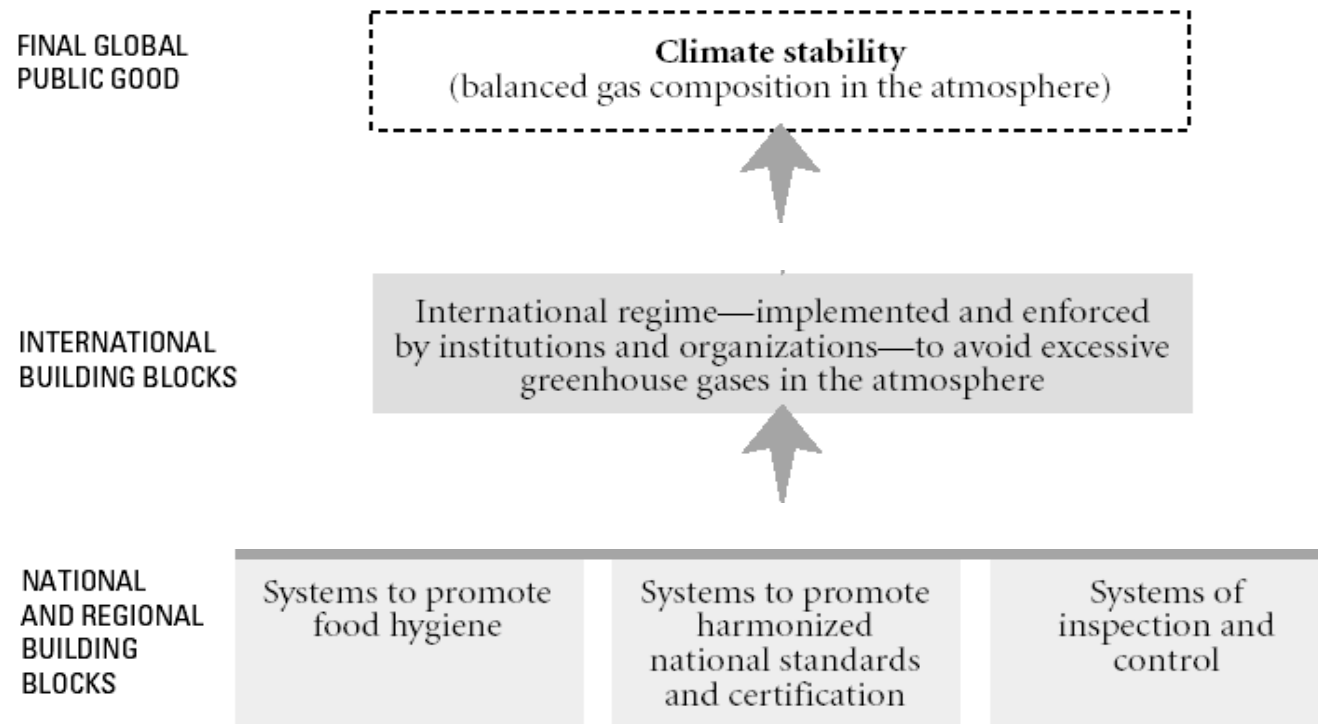 FINAL GLOBAL
PUBLIC GOOD
Climate stability
(balanced gas composition in the atmosphere)
INTERNATIONAL
BUILDING BLOCKS
International regime—implemented and enforced
by institutions and organizations—to avoid excessive
greenhouse gases in the atmosphere
NATIONAL
AND REGIONAL
BUILDING
BLOCKS
Systems to promote
food hygiene
Systems to promote
harmonized
national standards
and certification
Systems of
inspection and
control